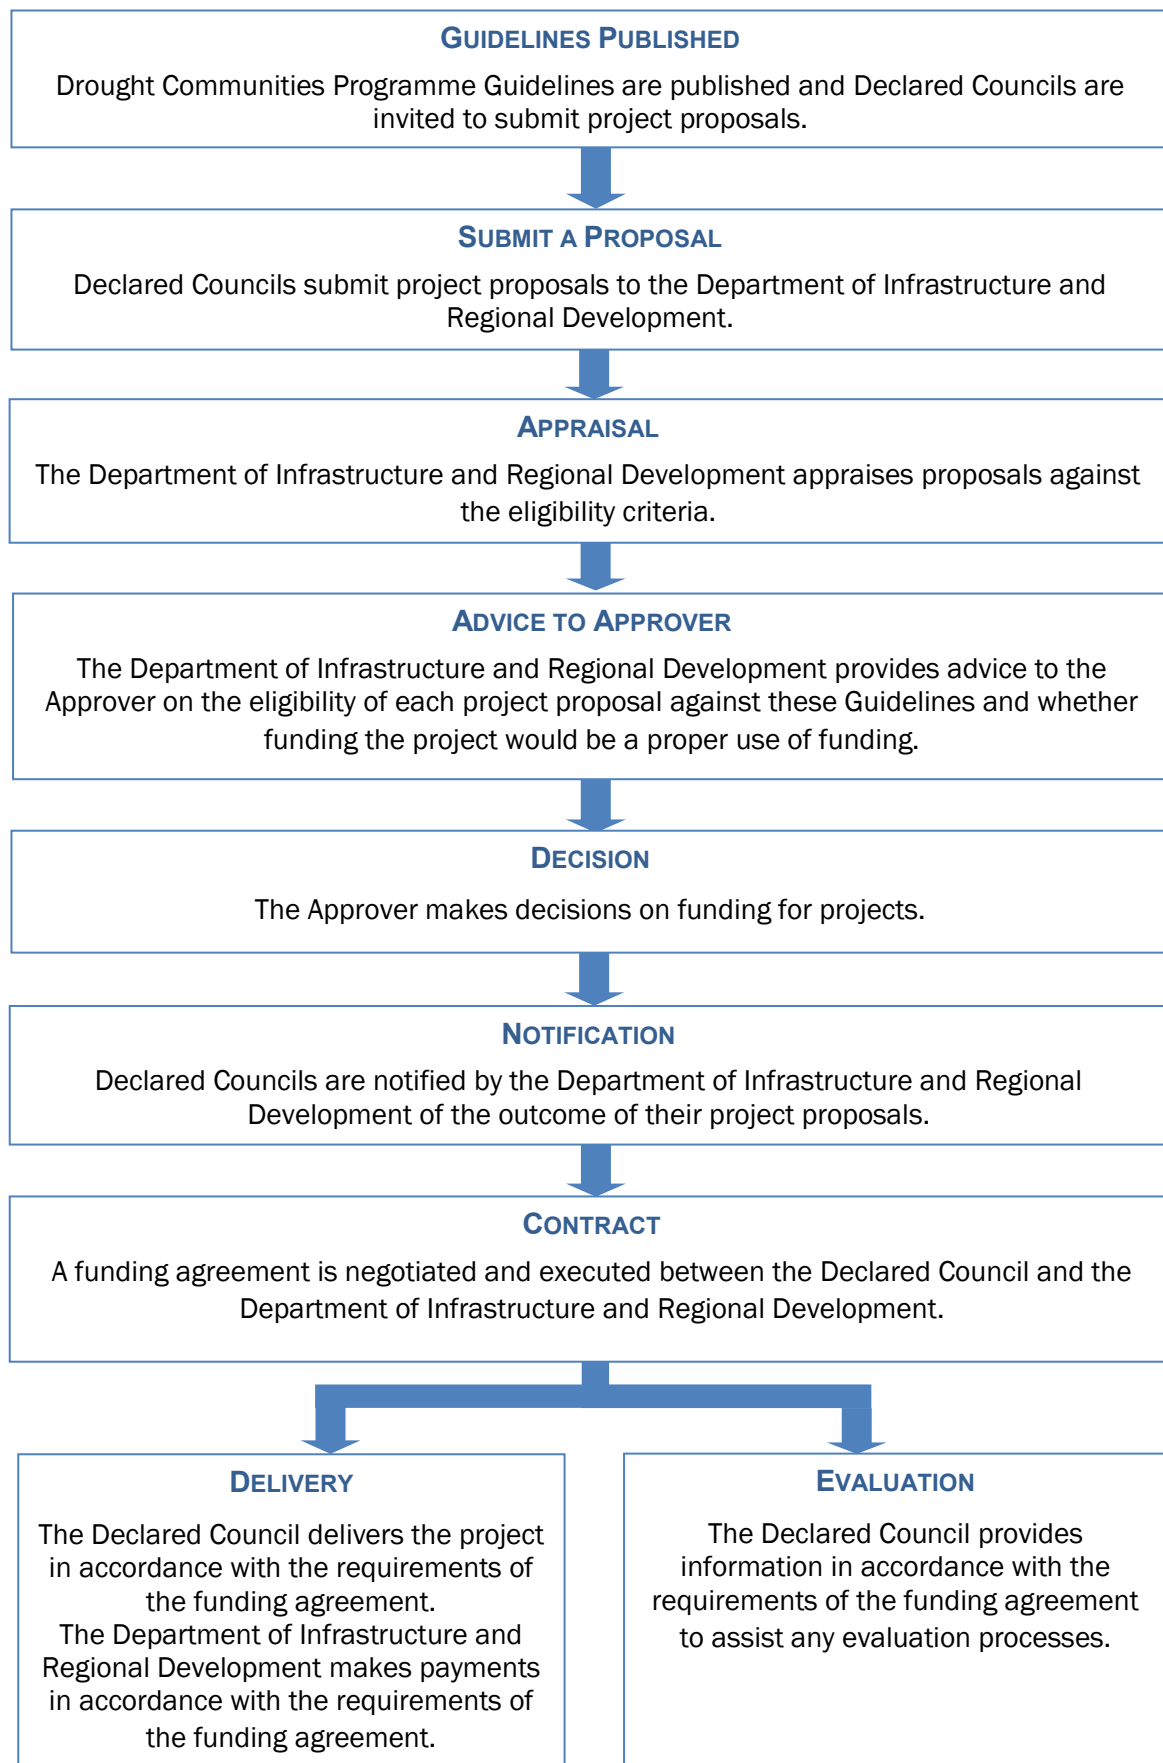 GUIDELINES PUBLISHED
Drought Communities Programme Guidelines are published and Declared Councils are
invited to submit project proposals.
SUBMIT A PROPOSAL
Declared Councils submit project proposals to the Department of Infrastructure and
Regional Development.
APPRAISAL
The Department of Infrastructure and Regional Development appraises proposals against
the eligibility criteria.
ADVICE TO APPROVER
The Department of Infrastructure and Regional Development provides advice to the
Approver on the eligibility of each project proposal against these Guidelines and whether
funding the project would be a proper use of funding.
DECISION
The Approver makes decisions on funding for projects.
NOTIFICATION
Declared Councils are notified by the Department of Infrastructure and Regional
Development of the outcome of their project proposals.
CONTRACT
A funding agreement is negotiated and executed between the Declared Council and the
Department of Infrastructure and Regional Development.
DELIVERY
The Declared Council delivers the project
in accordance with the requirements of
the funding agreement.
The Department of Infrastructure and
Regional Development makes payments
in accordance with the requirements of
the funding agreement.
EVALUATION
The Declared Council provides
information in accordance with the
requirements of the funding agreement
to assist any evaluation processes.